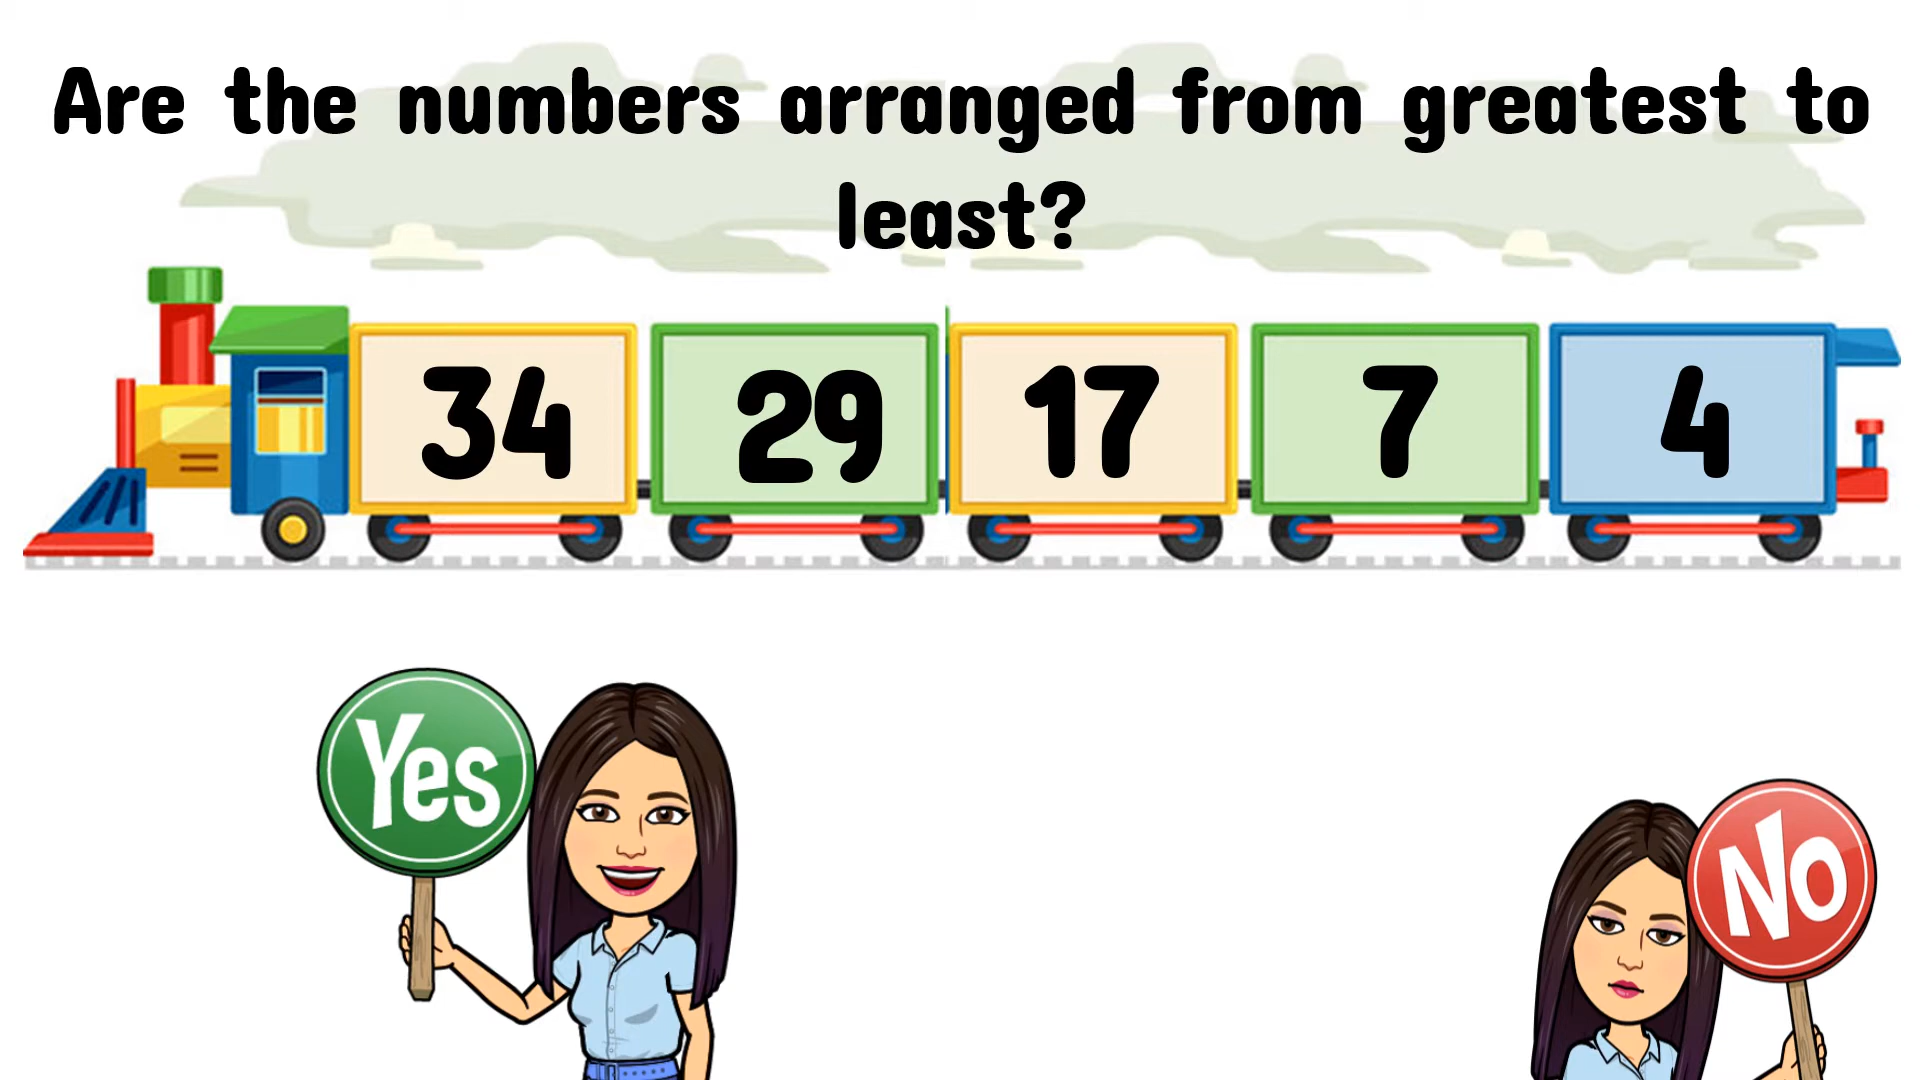 Are the numbers arranged from greatest to
least?
34 29 17 7 4
Yes
No